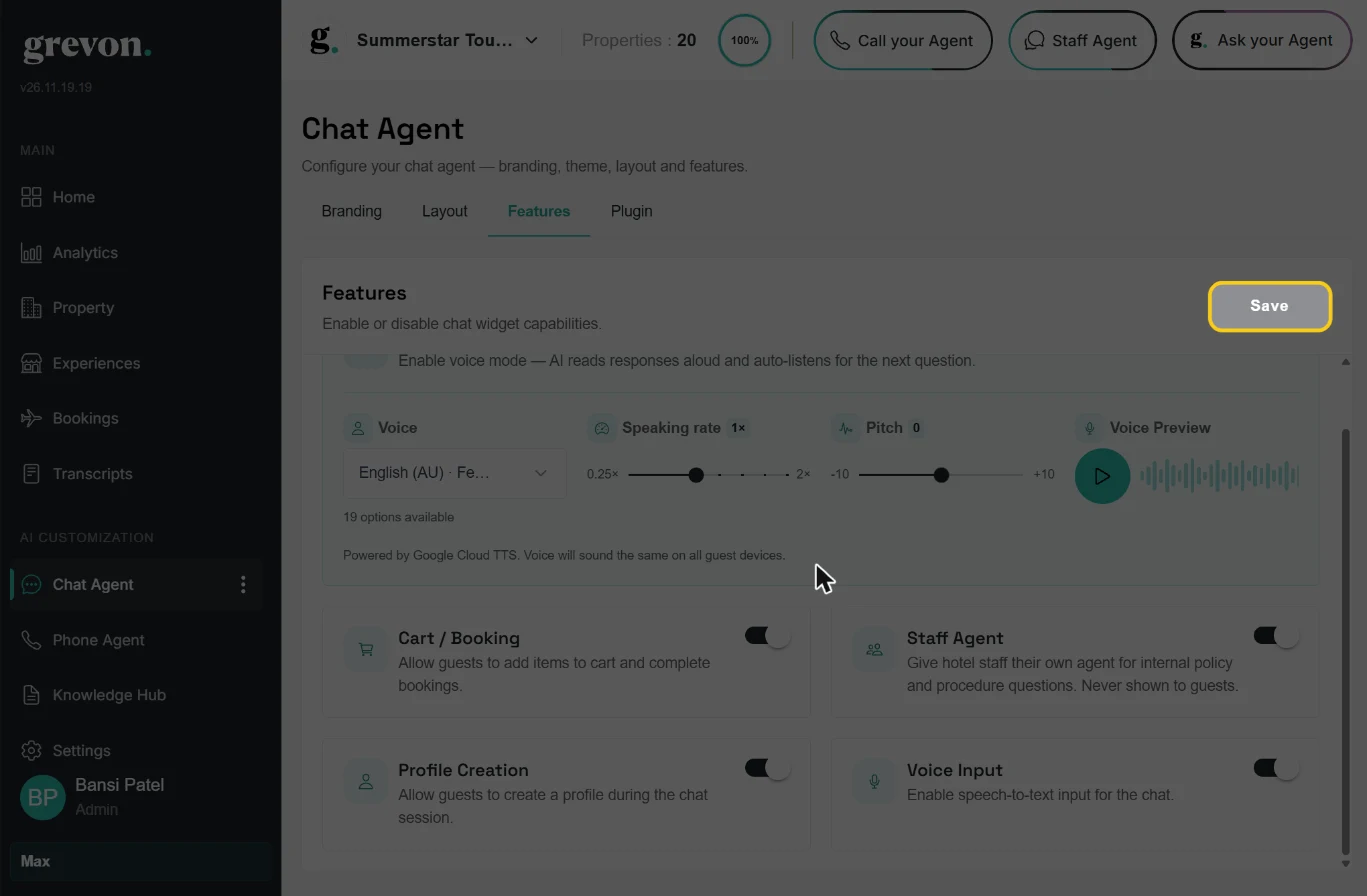 grevon.
v26.11.19.19
MAIN
Home
Analytics
Property
Experiences
Bookings
Transcripts
AI CUSTOMIZATION
Chat Agent
Phone Agent
Knowledge Hub
Settings
BP
Bansi Patel
Admin
Max
g.
Summerstar Tou...
Properties : 20
100%
Call your Agent
Staff Agent
g. Ask your Agent
Chat Agent
Configure your chat agent — branding, theme, layout and features.
Branding
Layout
Features
Plugin
Features
Enable or disable chat widget capabilities.
Save
Enable voice mode — AI reads responses aloud and auto-listens for the next question.
Voice
English (AU) · Fe...
19 options available
Speaking rate 1×
0.25×
2×
Pitch 0
-10
+10
Voice Preview
Powered by Google Cloud TTS. Voice will sound the same on all guest devices.
Cart / Booking
Allow guests to add items to cart and complete
bookings.
Staff Agent
Give hotel staff their own agent for internal policy
and procedure questions. Never shown to guests.
Profile Creation
Allow guests to create a profile during the chat
session.
Voice Input
Enable speech-to-text input for the chat.